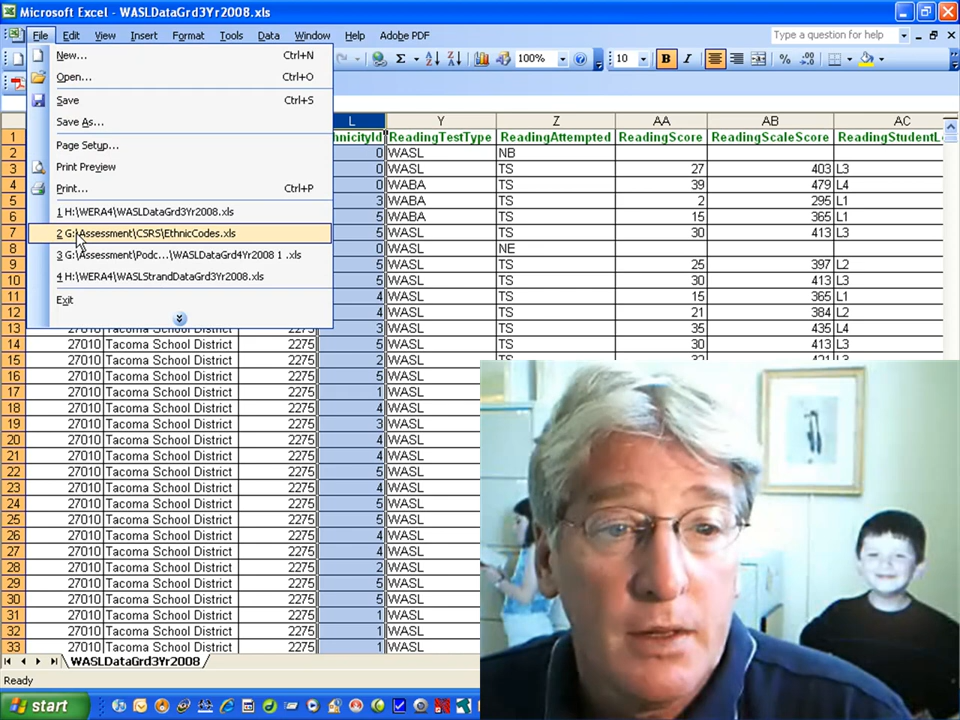 Microsoft Excel - WASLDataGrd3Yr2008.xls
File Edit View Insert Format Tools Data Window Help Adobe PDF Type a question for help
New... Ctrl+N
Open... Ctrl+O
Save Ctrl+S
Save As...
Page Setup...
Print Preview
Print... Ctrl+P
1 H:\WERA4\WASLDataGrd3Yr2008.xls
2 G:\Assessment\CSRS\EthnicCodes.xls
3 G:\Assessment\Podc...\WASLDataGrd4Yr2008 1 .xls
4 H:\WERA4\WASLStrandDataGrd3Yr2008.xls
Exit
100% 10 B I
L Y Z AA AB AC
1 hnicityId ReadingTestType ReadingAttempted ReadingScore ReadingScaleScore ReadingStudentL
2 0 WASL NB
3 0 WASL TS 27 403 L3
4 0 WABA TS 39 479 L4
5 3 WABA TS 2 295 L1
6 5 WABA TS 15 365 L1
7 5 WASL TS 30 413 L3
8 0 WASL NE
9 5 WASL TS 25 397 L2
10 5 WASL TS 30 413 L3
11 4 WASL TS 15 365 L1
12 4 WASL TS 21 384 L2
13 27010 Tacoma School District 2275 3 WASL TS 35 435 L4
14 27010 Tacoma School District 2275 5 WASL TS 30 413 L3
15 27010 Tacoma School District 2275 2 WASL TS
16 27010 Tacoma School District 2275 5 WASL
17 27010 Tacoma School District 2275 1 WASL
18 27010 Tacoma School District 2275 4 WASL
19 27010 Tacoma School District 2275 3 WASL
20 27010 Tacoma School District 2275 4 WASL
21 27010 Tacoma School District 2275 4 WASL
22 27010 Tacoma School District 2275 5 WASL
23 27010 Tacoma School District 2275 4 WASL
24 27010 Tacoma School District 2275 5 WASL
25 27010 Tacoma School District 2275 5 WASL
26 27010 Tacoma School District 2275 4 WASL
27 27010 Tacoma School District 2275 4 WASL
28 27010 Tacoma School District 2275 2 WASL
29 27010 Tacoma School District 2275 5 WASL
30 27010 Tacoma School District 2275 5 WASL
31 27010 Tacoma School District 2275 1 WASL
32 27010 Tacoma School District 2275 1 WASL
33 27010 Tacoma School District 2275 1 WASL
WASLDataGrd3Yr2008
Ready
start